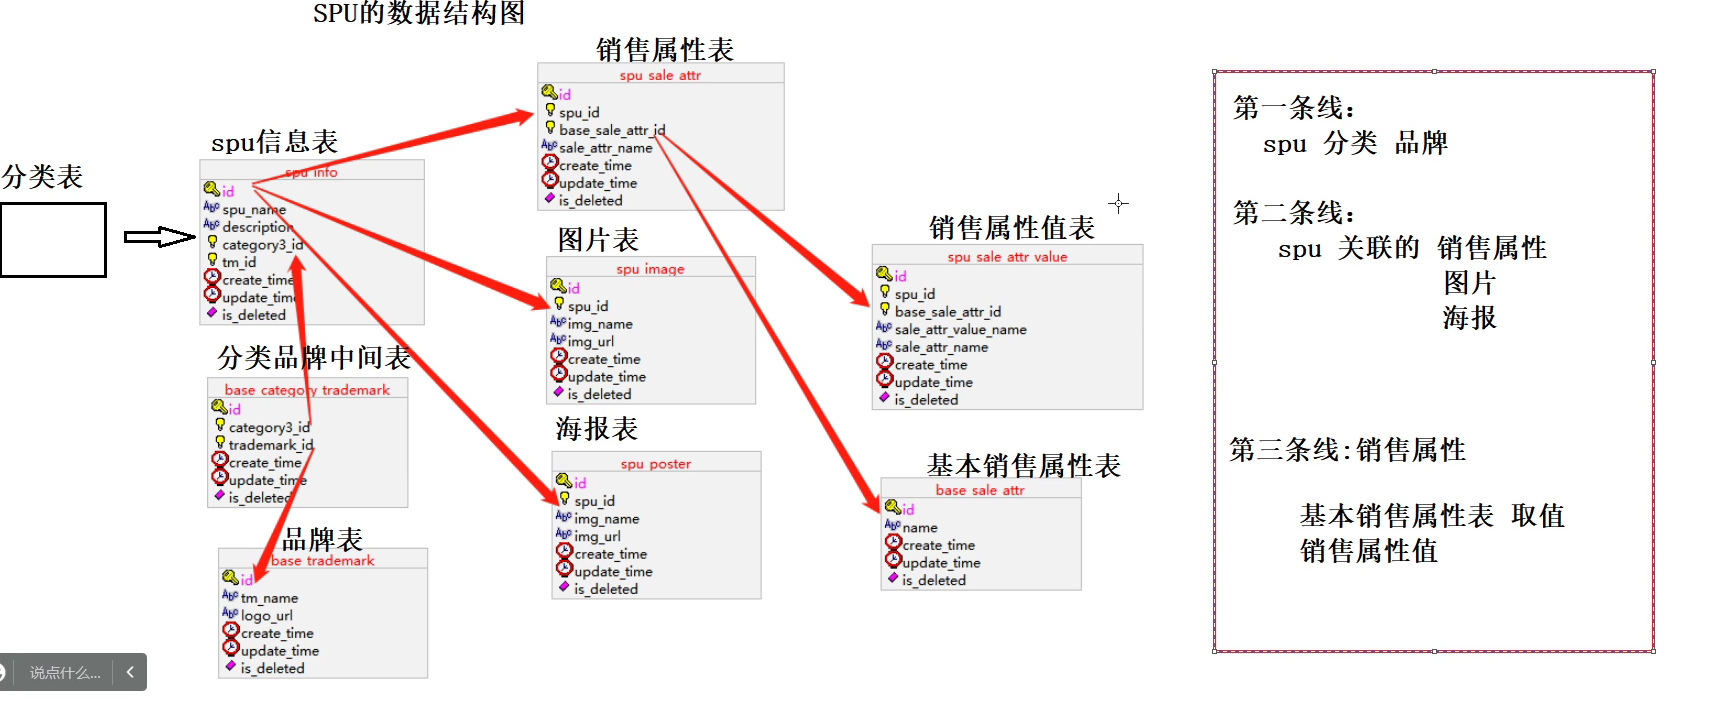 SPU的数据结构图
分类表
spu信息表
spu info
id
spu_name
description
category3_id
tm_id
create_time
update_time
is_deleted
分类品牌中间表
base category trademark
id
category3_id
trademark_id
create_time
update_time
is_deleted
品牌表
base trademark
id
tm_name
logo_url
create_time
update_time
is_deleted
销售属性表
spu sale attr
id
spu_id
base_sale_attr_id
sale_attr_name
create_time
update_time
is_deleted
图片表
spu image
id
spu_id
img_name
img_url
create_time
update_time
is_deleted
海报表
spu poster
id
spu_id
img_name
img_url
create_time
update_time
is_deleted
销售属性值表
spu sale attr value
id
spu_id
base_sale_attr_id
sale_attr_value_name
sale_attr_name
create_time
update_time
is_deleted
基本销售属性表
base sale attr
id
name
create_time
update_time
is_deleted
第一条线：
spu 分类 品牌
第二条线：
spu 关联的 销售属性
图片
海报
第三条线:销售属性
基本销售属性表 取值
销售属性值
说点什么...